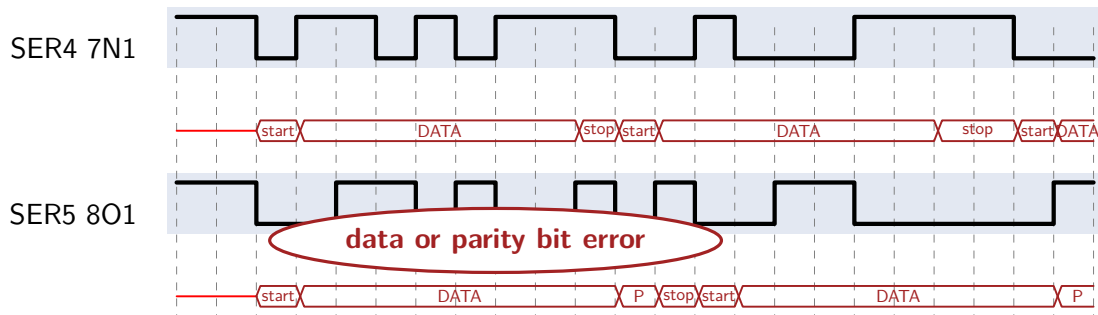 SER4 7N1
start DATA stop start DATA stop start DATA
SER5 8O1
data or parity bit error
start DATA P stop start DATA P